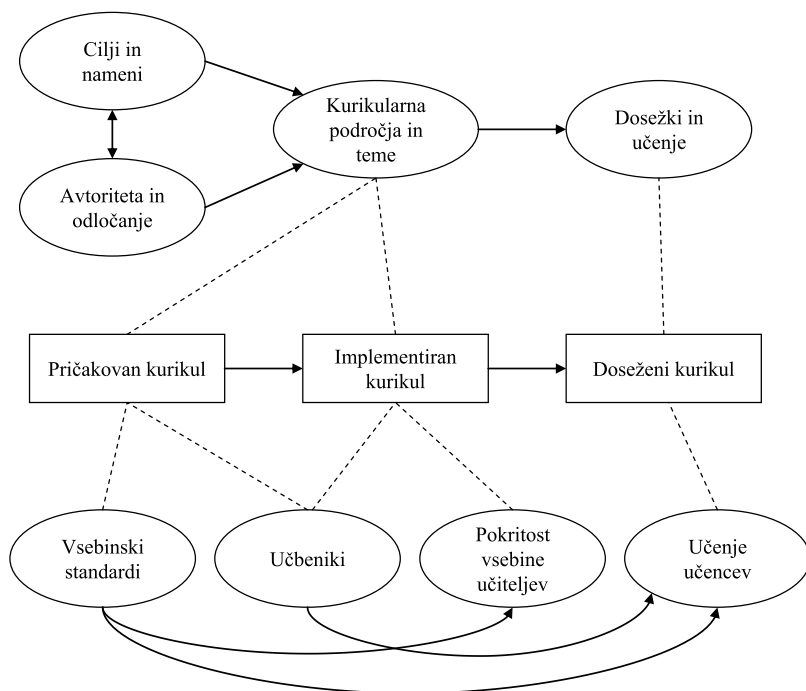 Cilji in
nameni
Kurikularna
področja in
teme
Dosežki in
učenje
Avtoriteta in
odločanje
Pričakovan kurikul
Implementiran
kurikul
Doseženi kurikul
Vsebinski
standardi
Učbeniki
Pokritost
vsebine
učiteljev
Učenje
učencev